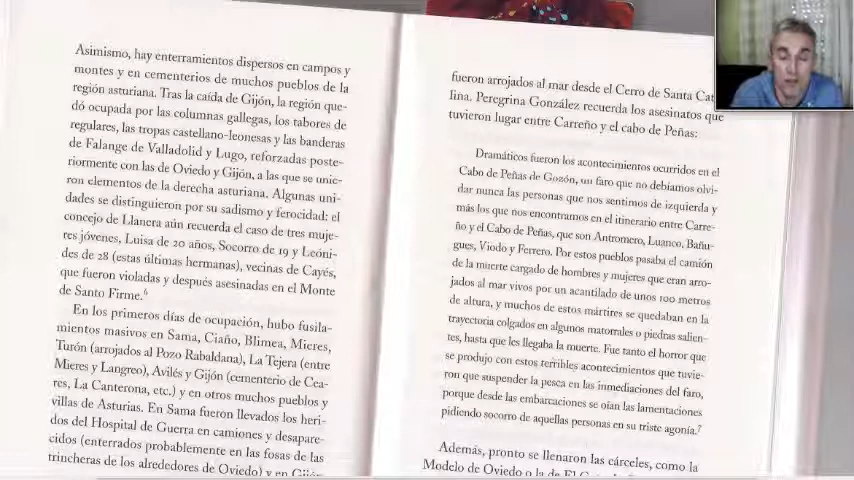 Asimismo, hay enterramientos dispersos en campos y
montes y en cementerios de muchos pueblos de la
región asturiana. Tras la caída de Gijón, la región que-
dó ocupada por las columnas gallegas, los tabores de
regulares, las tropas castellano-leonesas y las banderas
de Falange de Valladolid y Lugo, reforzadas poste-
riormente con las de Oviedo y Gijón, a las que se unie-
ron elementos de la derecha asturiana. Algunas uni-
dades se distinguieron por su sadismo y ferocidad: el
concejo de Llanera aún recuerda el caso de tres muje-
res jóvenes, Luisa de 20 años, Socorro de 19 y Leóni-
des de 28 (estas últimas hermanas), vecinas de Cayés,
que fueron violadas y después asesinadas en el Monte
de Santo Firme.6
En los primeros días de ocupación, hubo fusila-
mientos masivos en Sama, Ciaño, Blimea, Mieres,
Turón (arrojados al Pozo Rabaldana), La Tejera (entre
Mieres y Langreo), Avilés y Gijón (cementerio de Cea-
res, La Canterona, etc.) y en otros muchos pueblos y
villas de Asturias. En Sama fueron llevados los heri-
dos del Hospital de Guerra en camiones y desapare-
cidos (enterrados probablemente en las fosas de las
trincheras de los alrededores de Oviedo) y en Gijón
fueron arrojados al mar desde el Cerro de Santa Cat
lina. Peregrina González recuerda los asesinatos que
tuvieron lugar entre Carreño y el cabo de Peñas:
Dramáticos fueron los acontecimientos ocurridos en el
Cabo de Peñas de Gozón, un faro que no debíamos olvi-
dar nunca las personas que nos sentimos de izquierda y
más los que nos encontramos en el itinerario entre Carre-
ño y el Cabo de Peñas, que son Antromero, Luanco, Bañu-
gues, Viodo y Ferrero. Por estos pueblos pasaba el camión
de la muerte cargado de hombres y mujeres que eran arro-
jados al mar vivos por un acantilado de unos 100 metros
de altura, y muchos de estos mártires se quedaban en la
trayectoria colgados en algunos matorrales o piedras salien-
tes, hasta que les llegaba la muerte. Fue tanto el horror que
se produjo con estos terribles acontecimientos que tuvie-
ron que suspender la pesca en las inmediaciones del faro,
porque desde las embarcaciones se oían las lamentaciones
pidiendo socorro de aquellas personas en su triste agonía.7
Además, pronto se llenaron las cárceles, como la
Modelo de Oviedo o la de El